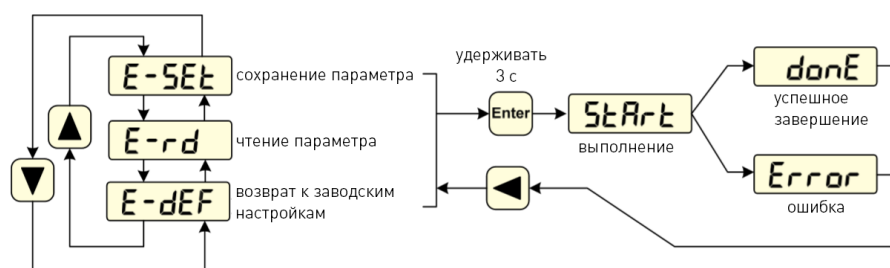 E-SEt
сохранение параметра
E-rd
чтение параметра
E-dEF
возврат к заводским
настройкам
удерживать
3 с
Enter
StArt
выполнение
donE
успешное
завершение
Error
ошибка